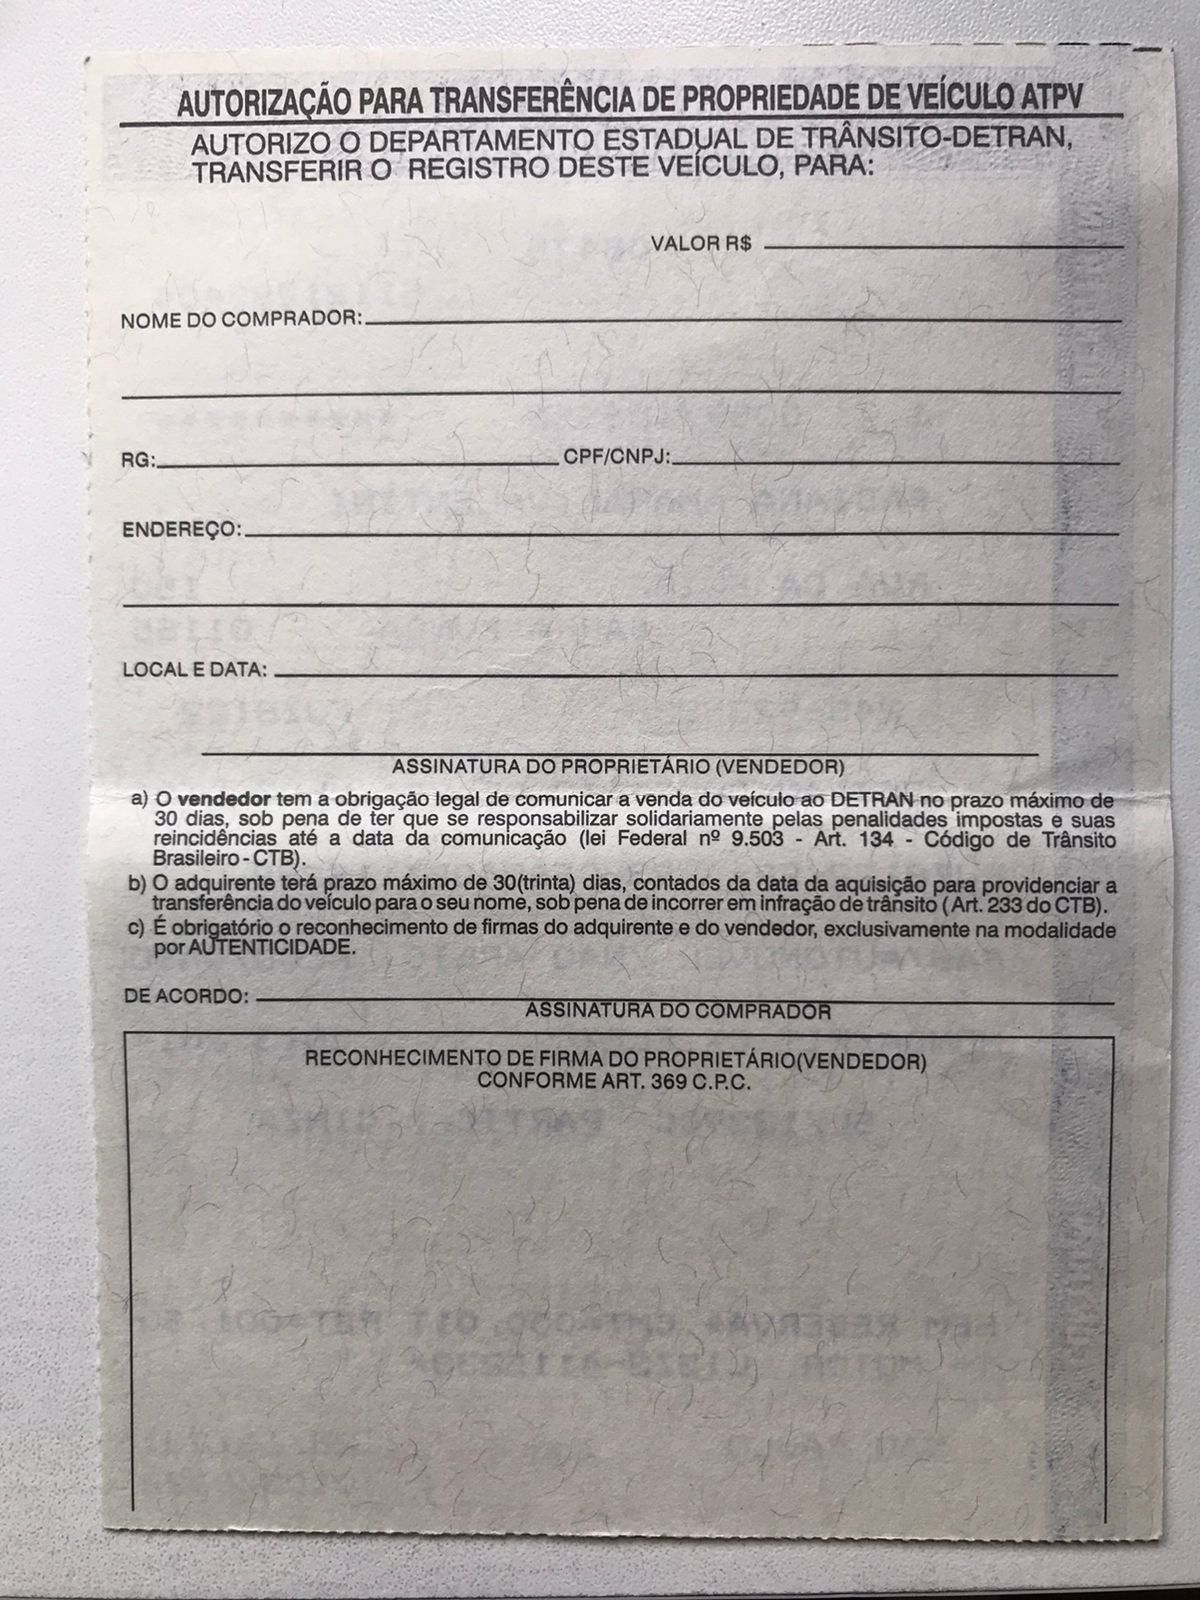 AUTORIZAÇÃO PARA TRANSFERÊNCIA DE PROPRIEDADE DE VEÍCULO ATPV
AUTORIZO O DEPARTAMENTO ESTADUAL DE TRÂNSITO-DETRAN,
TRANSFERIR O REGISTRO DESTE VEÍCULO, PARA:
VALOR R$
NOME DO COMPRADOR:
RG: CPF/CNPJ:
ENDEREÇO:
LOCAL E DATA:
ASSINATURA DO PROPRIETÁRIO (VENDEDOR)
a) O vendedor tem a obrigação legal de comunicar a venda do veículo ao DETRAN no prazo máximo de
30 dias, sob pena de ter que se responsabilizar solidariamente pelas penalidades impostas e suas
reincidências até a data da comunicação (lei Federal nº 9.503 - Art. 134 - Código de Trânsito
Brasileiro - CTB).
b) O adquirente terá prazo máximo de 30(trinta) dias, contados da data da aquisição para providenciar a
transferência do veículo para o seu nome, sob pena de incorrer em infração de trânsito ( Art. 233 do CTB).
c) É obrigatório o reconhecimento de firmas do adquirente e do vendedor, exclusivamente na modalidade
por AUTENTICIDADE.
DE ACORDO:
ASSINATURA DO COMPRADOR
RECONHECIMENTO DE FIRMA DO PROPRIETÁRIO(VENDEDOR)
CONFORME ART. 369 C.P.C.